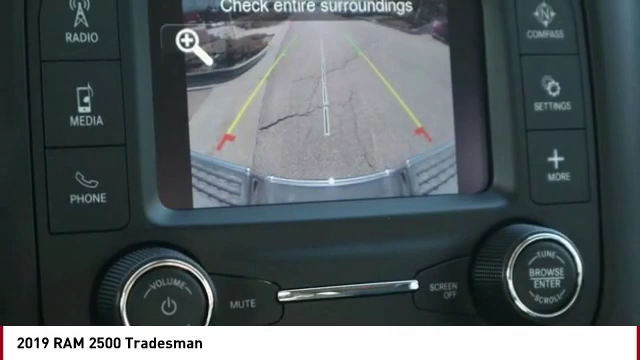 Check entire surroundings
RADIO
COMPASS
MEDIA
SETTINGS
PHONE
MORE
VOLUME
MUTE
SCREEN
OFF
TUNE
BROWSE
ENTER
SCROLL
2019 RAM 2500 Tradesman